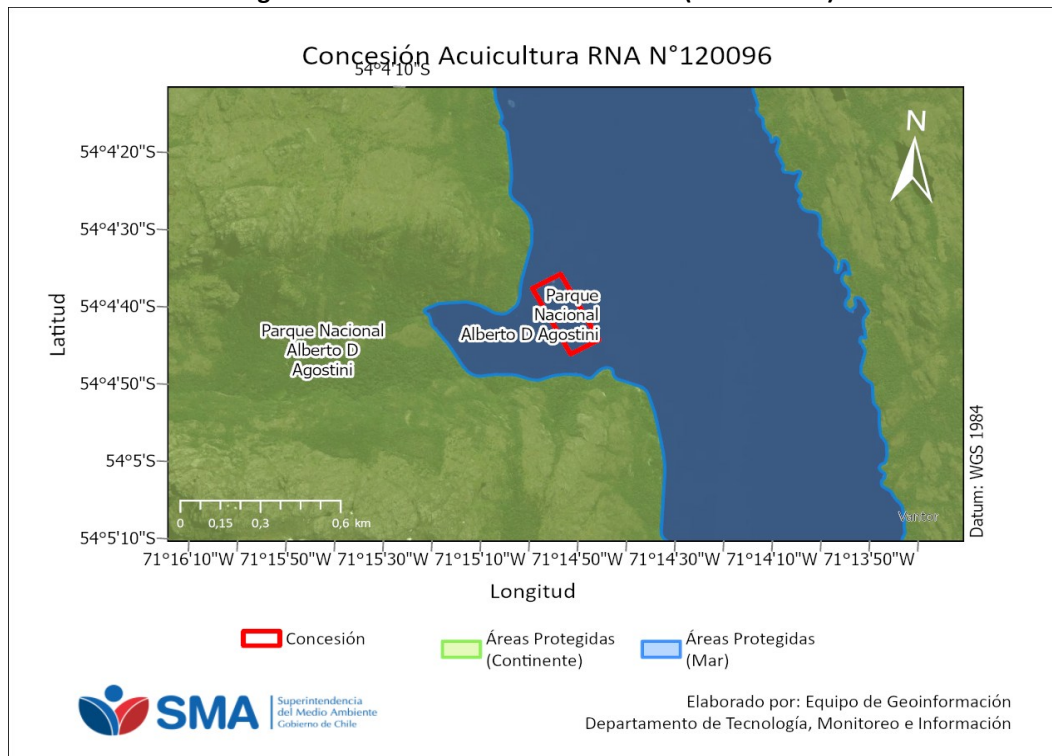 Concesión Acuicultura RNA N°120096
54°4'10"S
N
54°4'20"S
54°4'30"S
54°4'40"S
54°4'50"S
54°5'S
54°5'10"S
Latitud
Parque Nacional
Alberto D
Agostini
Parque
Nacional
Alberto D Agostini
Datum: WGS 1984
Vantor
0 0,15 0,3 0,6 km
71°16'10"W 71°15'50"W 71°15'30"W 71°15'10"W 71°14'50"W 71°14'30"W 71°14'10"W 71°13'50"W
Longitud
Concesión
Áreas Protegidas
(Continente)
Áreas Protegidas
(Mar)
SMA
Superintendencia
del Medio Ambiente
Gobierno de Chile
Elaborado por: Equipo de Geoinformación
Departamento de Tecnología, Monitoreo e Información